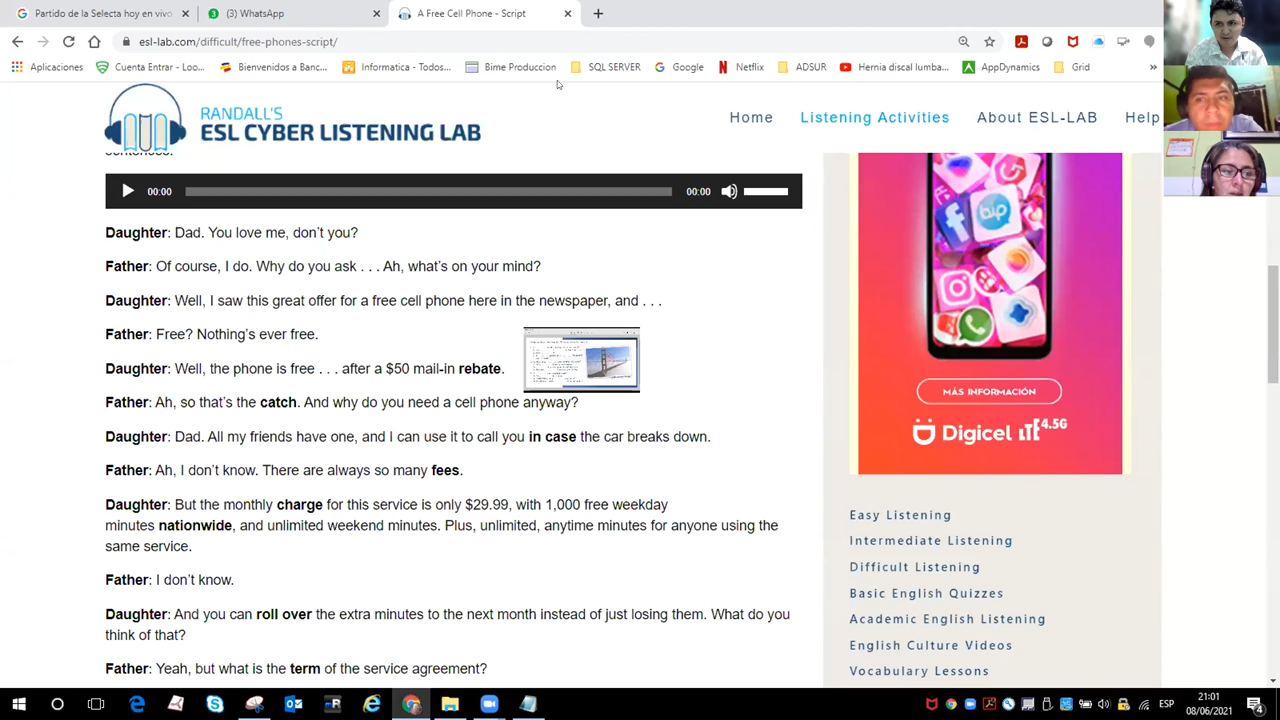 Partido de la Selecta hoy en vivo
(3) WhatsApp
A Free Cell Phone - Script
esl-lab.com/difficult/free-phones-script/
Aplicaciones
Cuenta Entrar - Loo...
Bienvenidos a Banc...
Informatica - Todos...
Bime Produccion
SQL SERVER
Google
Netflix
ADSUR
Hernia discal lumba...
AppDynamics
Grid
RANDALL'S
ESL CYBER LISTENING LAB
Home
Listening Activities
About ESL-LAB
Help
sentences.
00:00
00:00
Daughter: Dad. You love me, don't you?
Father: Of course, I do. Why do you ask . . . Ah, what's on your mind?
Daughter: Well, I saw this great offer for a free cell phone here in the newspaper, and . . .
Father: Free? Nothing's ever free.
Daughter: Well, the phone is free . . . after a $50 mail-in rebate.
Father: Ah, so that's the catch. And why do you need a cell phone anyway?
Daughter: Dad. All my friends have one, and I can use it to call you in case the car breaks down.
Father: Ah, I don't know. There are always so many fees.
Daughter: But the monthly charge for this service is only $29.99, with 1,000 free weekday
minutes nationwide, and unlimited weekend minutes. Plus, unlimited, anytime minutes for anyone using the
same service.
Father: I don't know.
Daughter: And you can roll over the extra minutes to the next month instead of just losing them. What do you
think of that?
Father: Yeah, but what is the term of the service agreement?
bip
MÁS INFORMACIÓN
Digicel LTE 4.5G
Easy Listening
Intermediate Listening
Difficult Listening
Basic English Quizzes
Academic English Listening
English Culture Videos
Vocabulary Lessons
ESP
21:01
08/06/2021
4